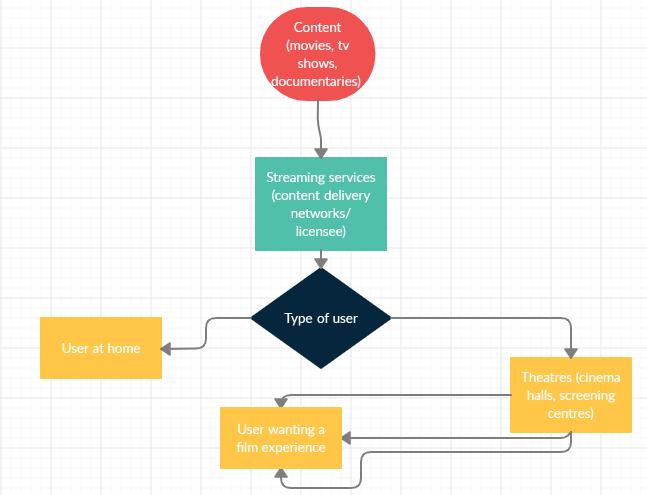 Content
(movies, tv
shows,
documentaries)
Streaming services
(content delivery
networks/
licensee)
Type of user
User at home
Theatres (cinema
halls, screening
centres)
User wanting a
film experience